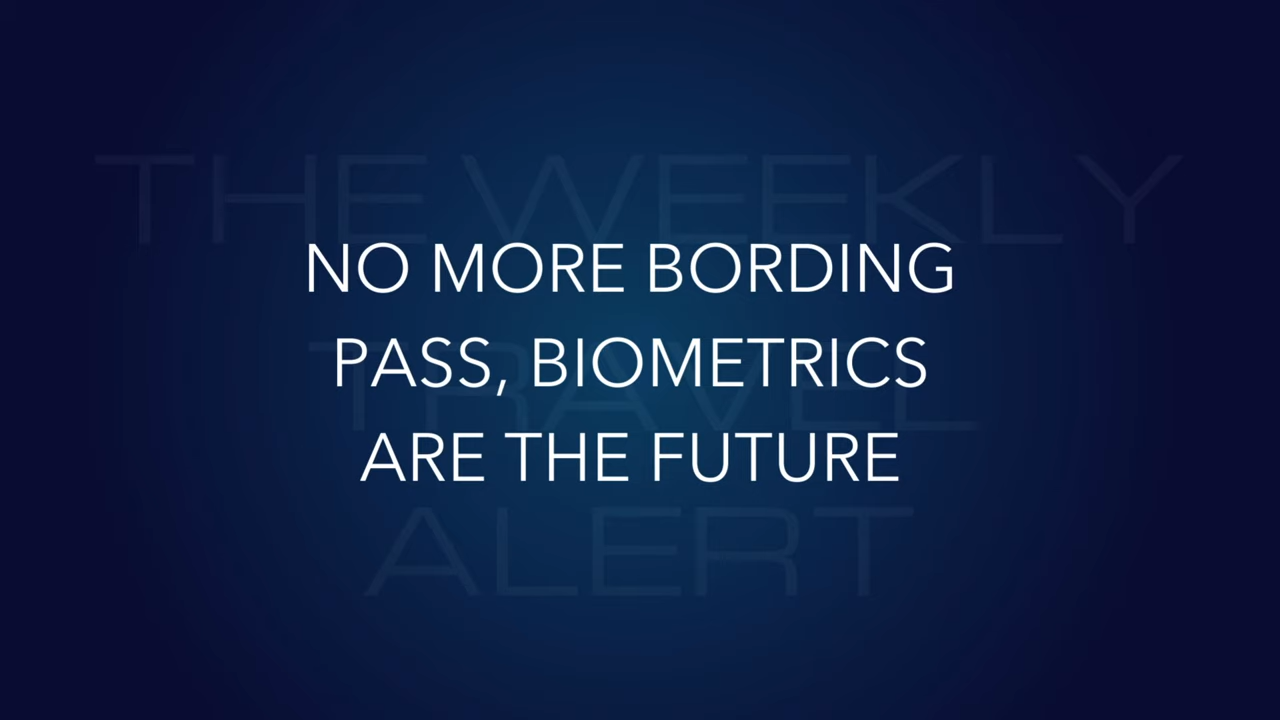 THE WEEKLY
NO MORE BORDING
PASS, BIOMETRICS
TRAVEL
ARE THE FUTURE
ALERT